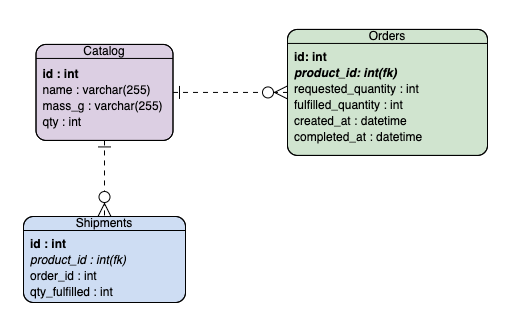 Catalog
id : int
name : varchar(255)
mass_g : varchar(255)
qty : int
Orders
id: int
product_id: int(fk)
requested_quantity : int
fulfilled_quantity : int
created_at : datetime
completed_at : datetime
Shipments
id : int
product_id : int(fk)
order_id : int
qty_fulfilled : int